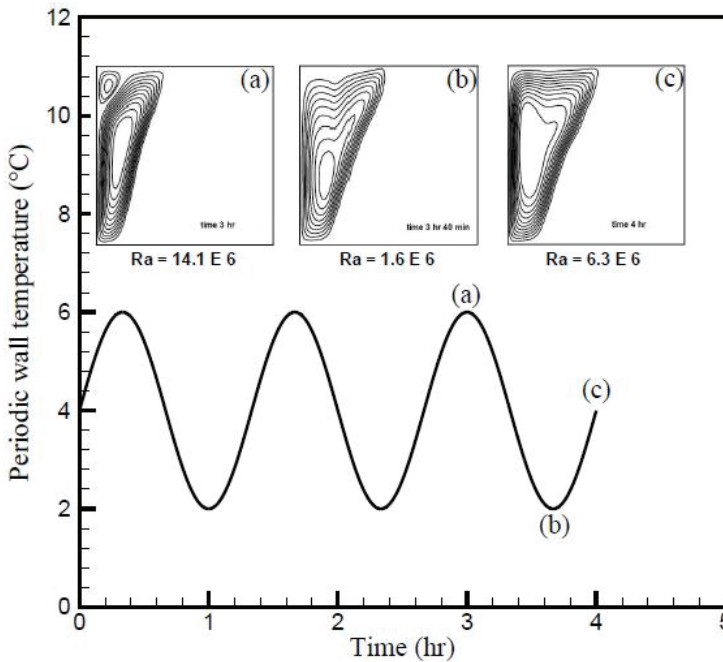 12
(a)
(b)
(c)
time 3 hr
time 3 hr 40 min
time 4 hr
Ra = 14.1 E 6
Ra = 1.6 E 6
Ra = 6.3 E 6
10
8
6
4
2
0
Periodic wall temperature (°C)
(a)
(c)
(b)
1
2
3
4
5
Time (hr)